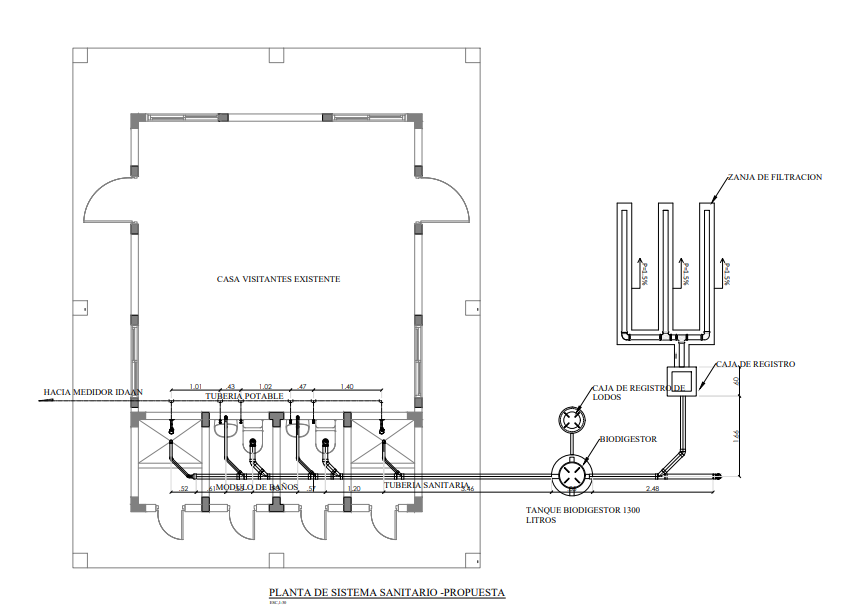 ZANJA DE FILTRACION
P=1.5%
P=1.5%
P=1.5%
CASA VISITANTES EXISTENTE
CAJA DE REGISTRO
.60
1.01
.43
1.02
.47
1.40
HACIA MEDIDOR IDAAN
TUBERIA POTABLE
CAJA DE REGISTRO DE
LODOS
1.66
BIODIGESTOR
.52
.61
MODULO DE BAÑOS
.57
1.20
TUBERIA SANITARIA
5.46
2.48
TANQUE BIODIGESTOR 1300
LITROS
PLANTA DE SISTEMA SANITARIO -PROPUESTA